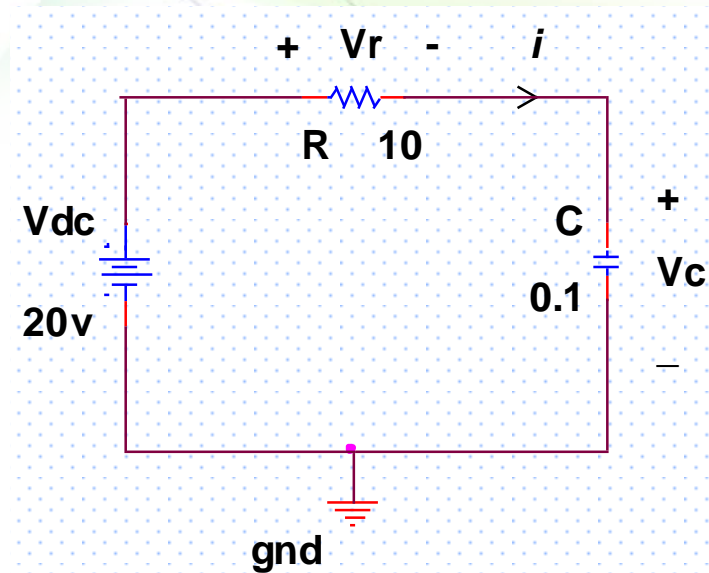 + Vr - i
R 10
+
Vdc
C
Vc
20v
0.1
_
gnd